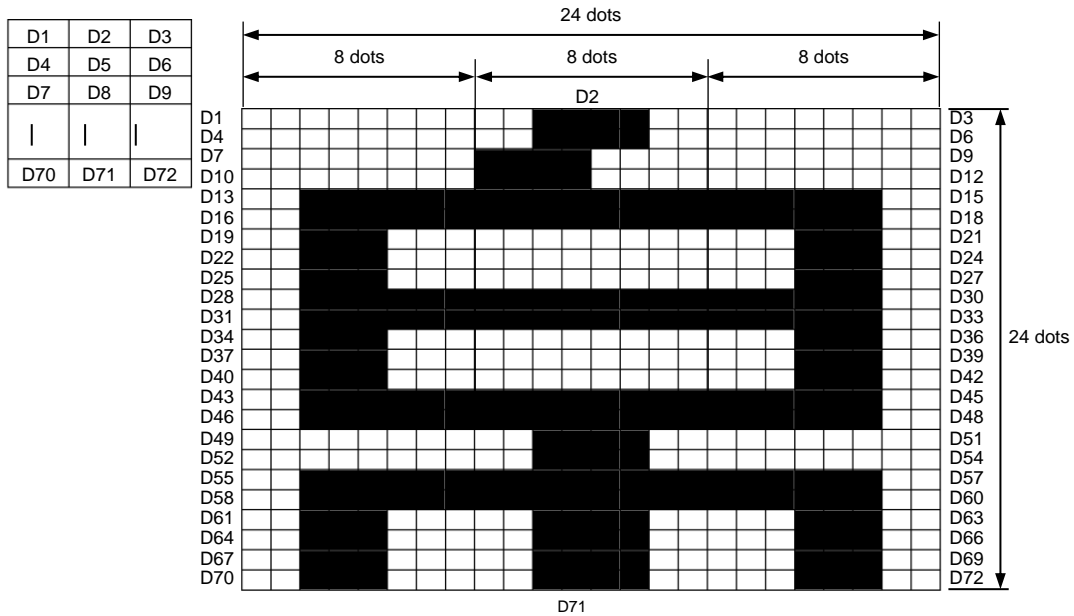 24 dots
8 dots 8 dots 8 dots
D1 D2 D3
D4 D5 D6
D7 D8 D9
D70 D71 D72
D2
D1 D3
D4 D6
D7 D9
D10 D12
D13 D15
D16 D18
D19 D21
D22 D24
D25 D27
D28 D30
D31 D33
D34 D36
D37 D39
D40 D42
D43 D45
D46 D48
D49 D51
D52 D54
D55 D57
D58 D60
D61 D63
D64 D66
D67 D69
D70 D72
24 dots
D71